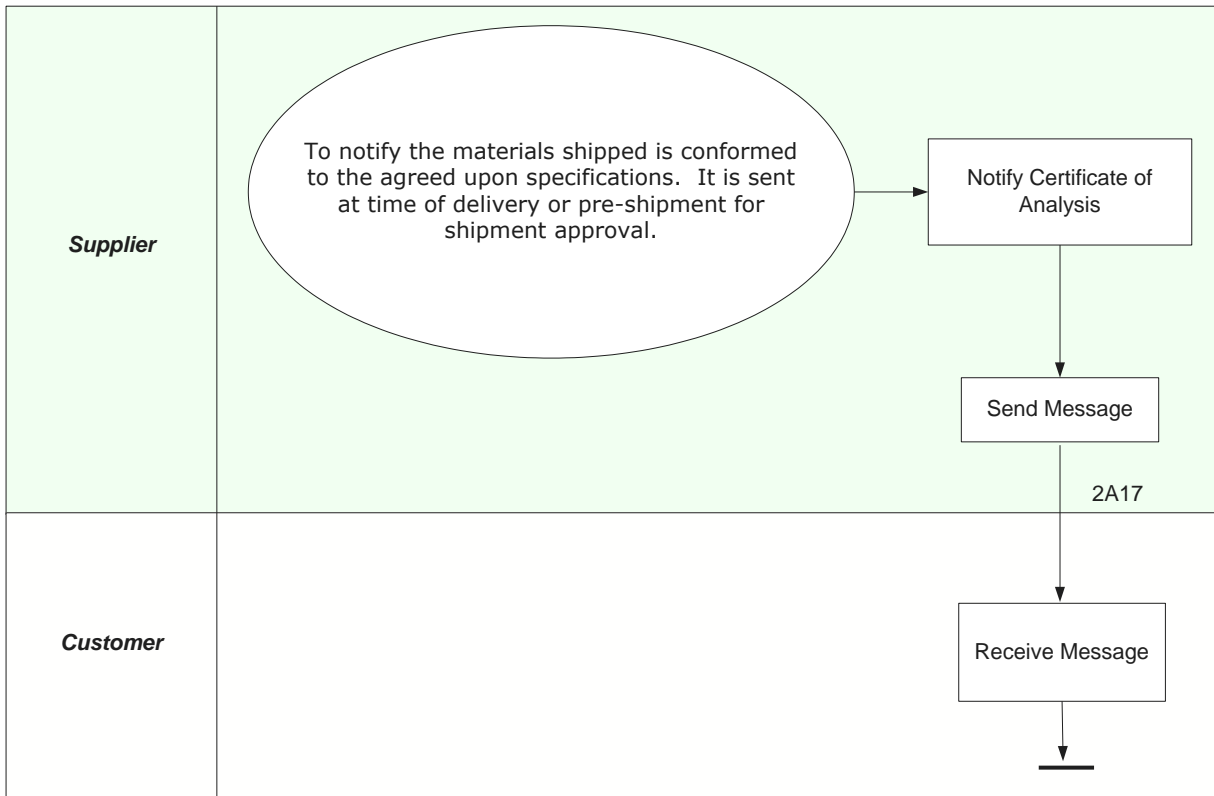 To notify the materials shipped is conformed
to the agreed upon specifications.  It is sent
at time of delivery or pre-shipment for
shipment approval.
Notify Certificate of
Analysis
Supplier
Send Message
2A17
Customer
Receive Message